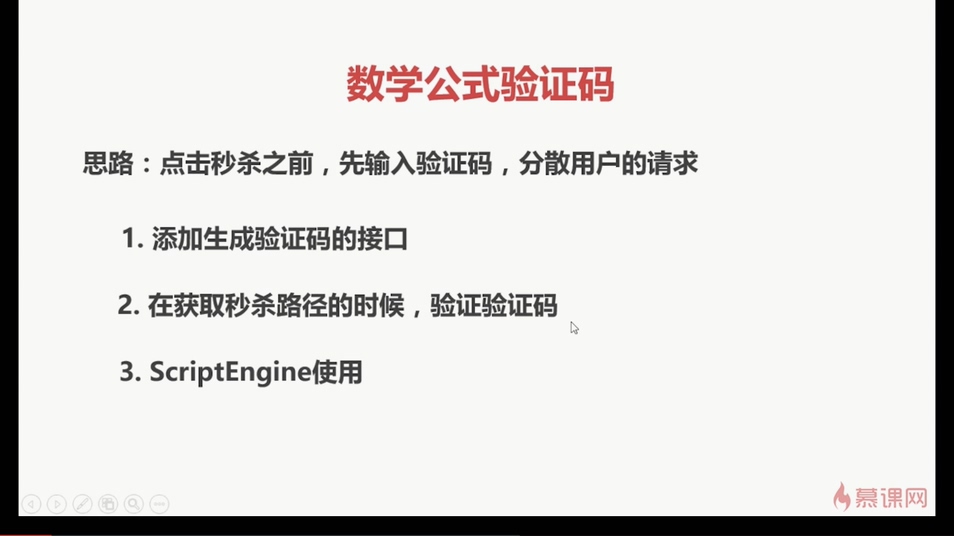 数学公式验证码
思路：点击秒杀之前，先输入验证码，分散用户的请求
1. 添加生成验证码的接口
2. 在获取秒杀路径的时候，验证验证码
3. ScriptEngine使用
慕课网